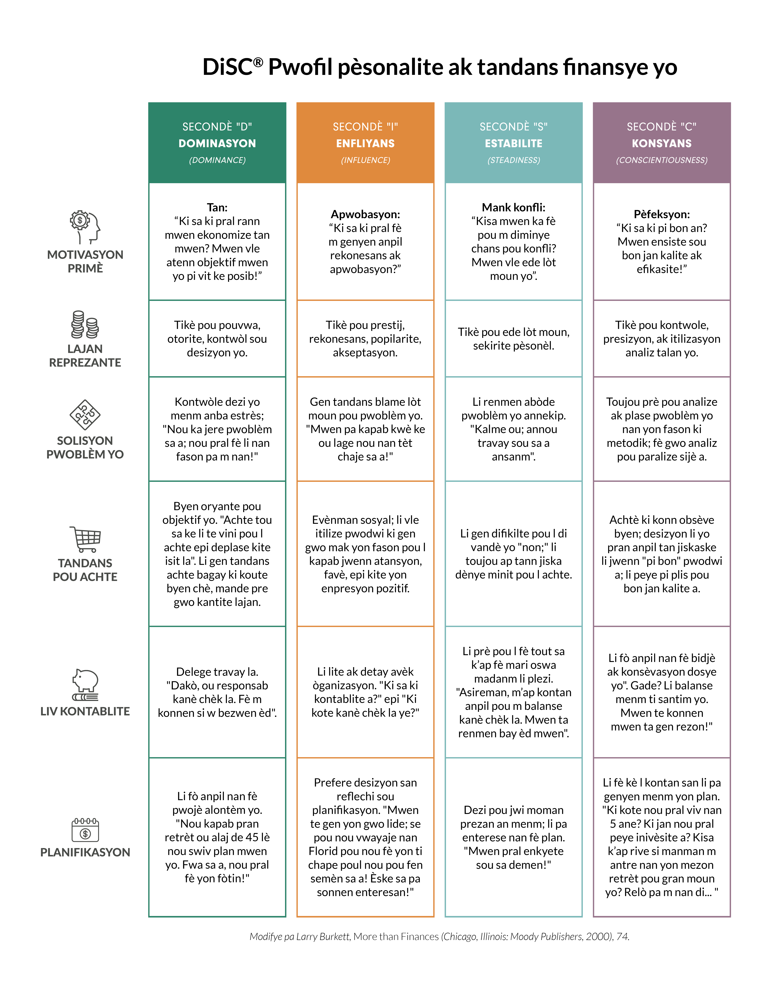 DiSC® Pwofil pèsonalite ak tandans finansye yo
SECONDÈ "D"
DOMINASYON
(DOMINANCE)
SECONDÈ "I"
ENFLIYANS
(INFLUENCE)
SECONDÈ "S"
ESTABILITE
(STEADINESS)
SECONDÈ "C"
KONSYANS
(CONSCIENTIOUSNESS)
MOTIVASYON
PRIMÈ
Tan:
“Ki sa ki pral rann
mwen ekonomize tan
mwen? Mwen vle
atenn objektif mwen
yo pi vit ke posib!”
Apwobasyon:
“Ki sa ki pral fè
m genyen anpil
rekonesans ak
apwobasyon?”
Mank konfli:
“Kisa mwen ka fè
pou m diminye
chans pou konfli?
Mwen vle ede lòt
moun yo”.
Pèfeksyon:
“Ki sa ki pi bon an?
Mwen ensiste sou
bon jan kalite ak
efikasite!”
LAJAN
REPREZANTE
Tikè pou pouvwa,
otorite, kontwòl sou
desizyon yo.
Tikè pou prestij,
rekonesans, popilarite,
akseptasyon.
Tikè pou ede lòt moun,
sekirite pèsonèl.
Tikè pou kontwole,
presizyon, ak itilizasyon
analiz talan yo.
SOLISYON
PWOBLÈM YO
Kontwòle dezi yo
menm anba estrès;
"Nou ka jere pwoblèm
sa a; nou pral fè li nan
fason pa m nan!"
Gen tandans blame lòt
moun pou pwoblèm yo.
"Mwen pa kapab kwè ke
ou lage nou nan tèt
chaje sa a!"
Li renmen abòde
pwoblèm yo annekip.
"Kalme ou; annou
travay sou sa a
ansanm".
Toujou prè pou analize
ak plase pwoblèm yo
nan yon fason ki
metodik; fè gwo analiz
pou paralize sijè a.
TANDANS
POU ACHTE
Byen oryante pou
objektif yo. "Achte tou
sa ke li te vini pou l
achte epi deplase kite
isit la". Li gen tandans
achte bagay ki koute
byen chè, mande pre
gwo kantite lajan.
Evènman sosyal; li vle
itilize pwodwi ki gen
gwo mak yon fason pou l
kapab jwenn atansyon,
favè, epi kite yon
enpresyon pozitif.
Li gen difikilte pou l di
vandè yo "non;" li
toujou ap tann jiska
dènye minit pou l achte.
Achtè ki konn obsève
byen; desizyon li yo
pran anpil tan jiskaske
li jwenn "pi bon" pwodwi
a; li peye pi plis pou
bon jan kalite a.
LIV KONTABLITE
Delege travay la.
"Dakò, ou responsab
kanè chèk la. Fè m
konnen si w bezwen èd".
Li lite ak detay avèk
òganizasyon. "Ki sa ki
kontablite a?" epi "Ki
kote kanè chèk la ye?"
Li prè pou l fè tout sa
k’ap fè mari oswa
madanm li plezi.
"Asireman, m’ap kontan
anpil pou m balanse
kanè chèk la. Mwen ta
renmen bay èd mwen".
Li fò anpil nan fè bidjè
ak konsèvasyon dosye
yo". Gade? Li balanse
menm ti santim yo.
Mwen te konnen
mwen ta gen rezon!"
PLANIFIKASYON
Li fò anpil nan fè
pwojè alontèm yo.
"Nou kapab pran
retrèt ou alaj de 45 lè
nou swiv plan mwen
yo. Fwa sa a, nou pral
fè yon fòtin!"
Prefere desizyon san
reflechi sou
planifikasyon. "Mwen
te gen yon gwo lide; se
pou nou vwayaje nan
Florid pou nou fè yon ti
chape poul nou pou fen
semèn sa a! Èske sa pa
sonnen enteresan!"
Dezi pou jwi moman
prezan an menm; li pa
enterese nan fè plan.
"Mwen pral enkyete
sou sa demen!"
Li fè kè l kontan san li pa
genyen menm yon plan.
"Ki kote nou pral viv nan
5 ane? Ki jan nou pral
peye inivèsite a? Kisa
k’ap rive si manman m
antre nan yon mezon
retrèt pou gran moun
yo? Relò pa m nan di... "
Modifye pa Larry Burkett, More than Finances (Chicago, Illinois: Moody Publishers, 2000), 74.